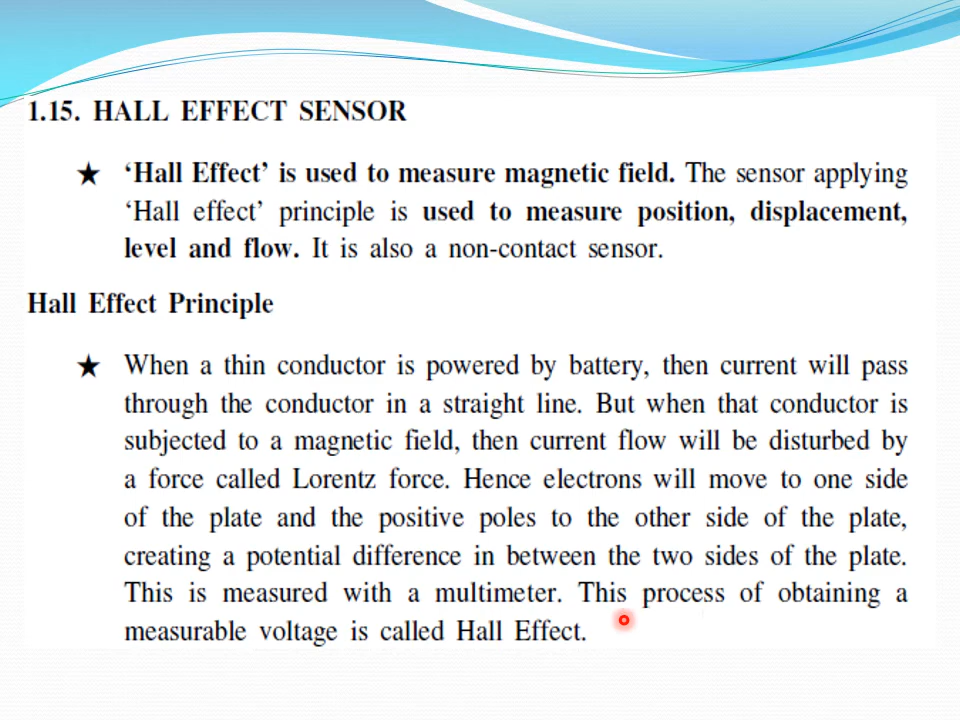 1.15. HALL EFFECT SENSOR
★ ‘Hall Effect’ is used to measure magnetic field. The sensor applying
‘Hall effect’ principle is used to measure position, displacement,
level and flow. It is also a non-contact sensor.
Hall Effect Principle
★ When a thin conductor is powered by battery, then current will pass
through the conductor in a straight line. But when that conductor is
subjected to a magnetic field, then current flow will be disturbed by
a force called Lorentz force. Hence electrons will move to one side
of the plate and the positive poles to the other side of the plate,
creating a potential difference in between the two sides of the plate.
This is measured with a multimeter. This process of obtaining a
measurable voltage is called Hall Effect.